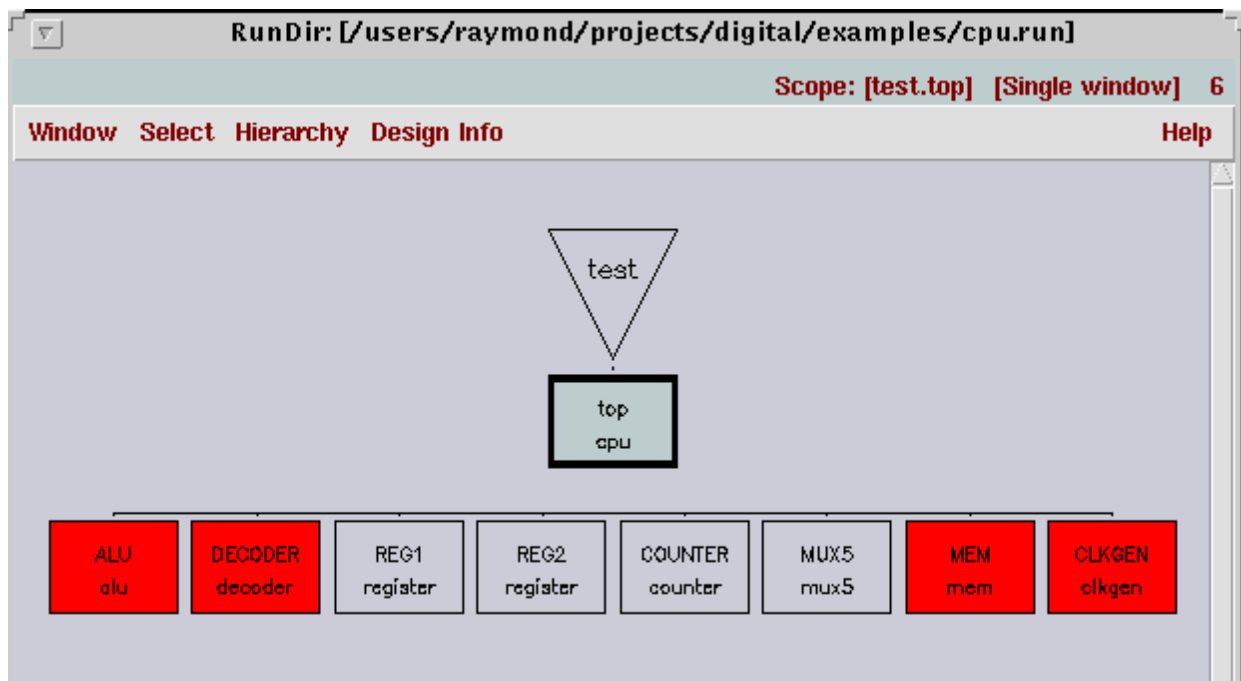 RunDir: [/users/raymond/projects/digital/examples/cpu.run]
Scope: [test.top] [Single window] 6
Window Select Hierarchy Design Info Help
test
top
cpu
ALU DECODER REG1 REG2 COUNTER MUX5 MEM CLKGEN
alu decoder register register counter mux5 mem clkgen